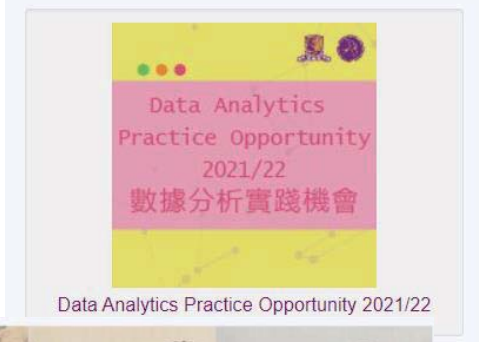 Data Analytics
Practice Opportunity
2021/22
數據分析實踐機會
Data Analytics Practice Opportunity 2021/22